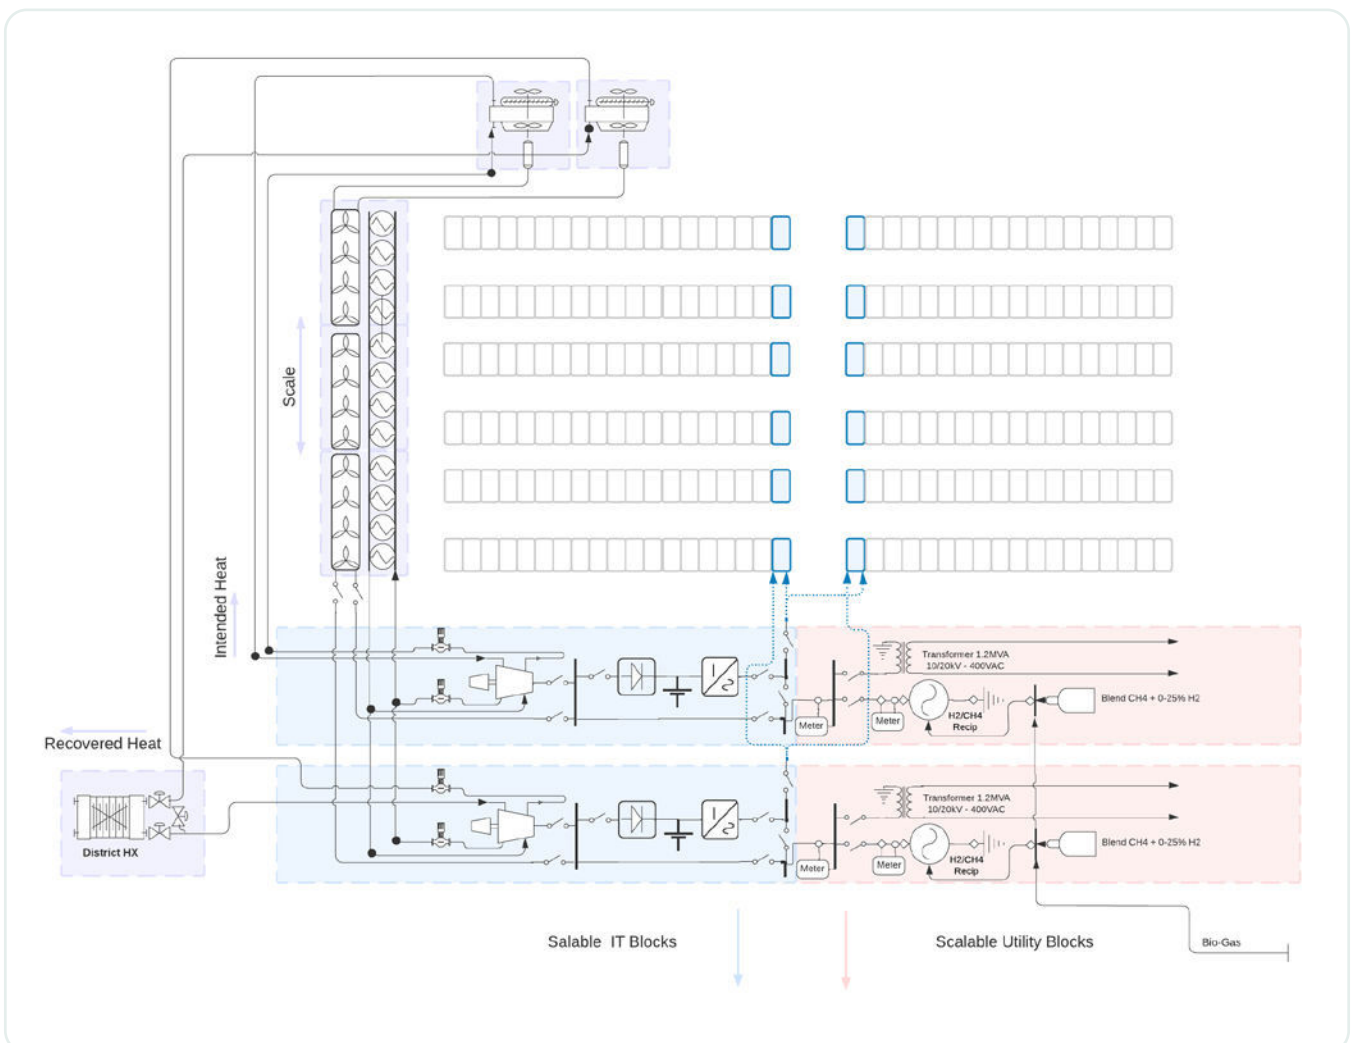 Scale
Intended Heat
Recovered Heat
District HX
Transformer 1.2MVA
10/20kV - 400VAC
Blend CH4 + 0-25% H2
Meter
Meter
H2/CH4
Recip
Transformer 1.2MVA
10/20kV - 400VAC
Blend CH4 + 0-25% H2
Meter
Meter
H2/CH4
Recip
Salable IT Blocks
Scalable Utility Blocks
Bio-Gas